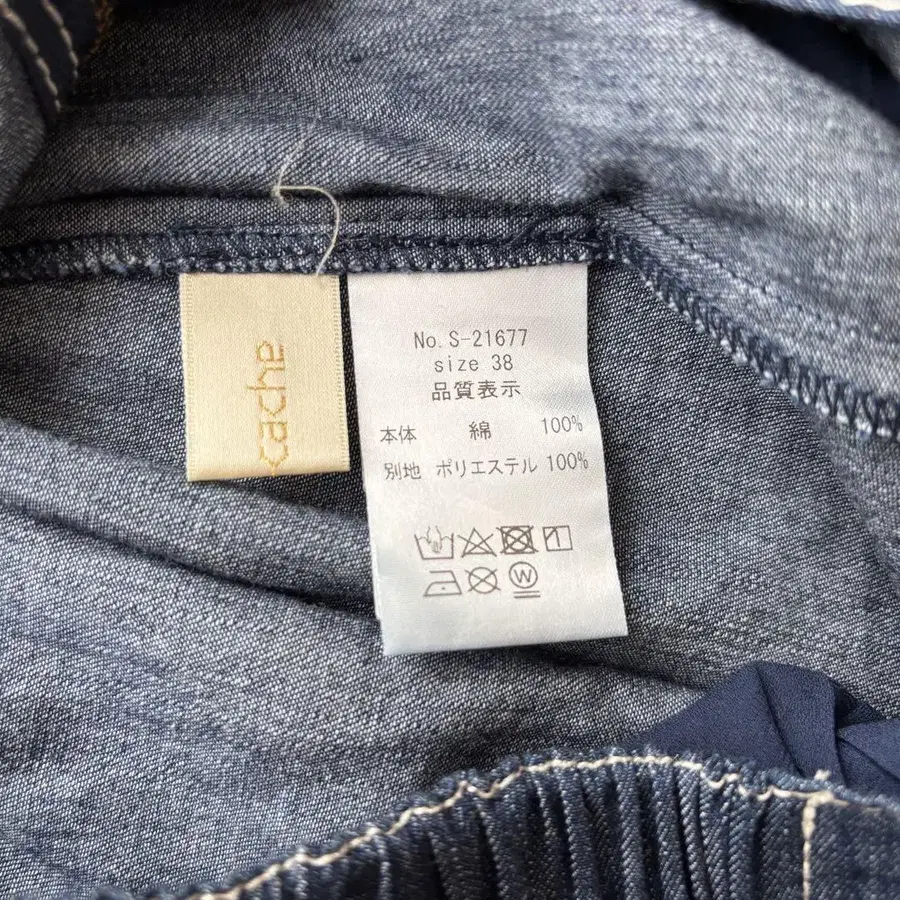 cache
No. S-21677
size 38
品質表示
本体 綿 100%
別地 ポリエステル 100%
W